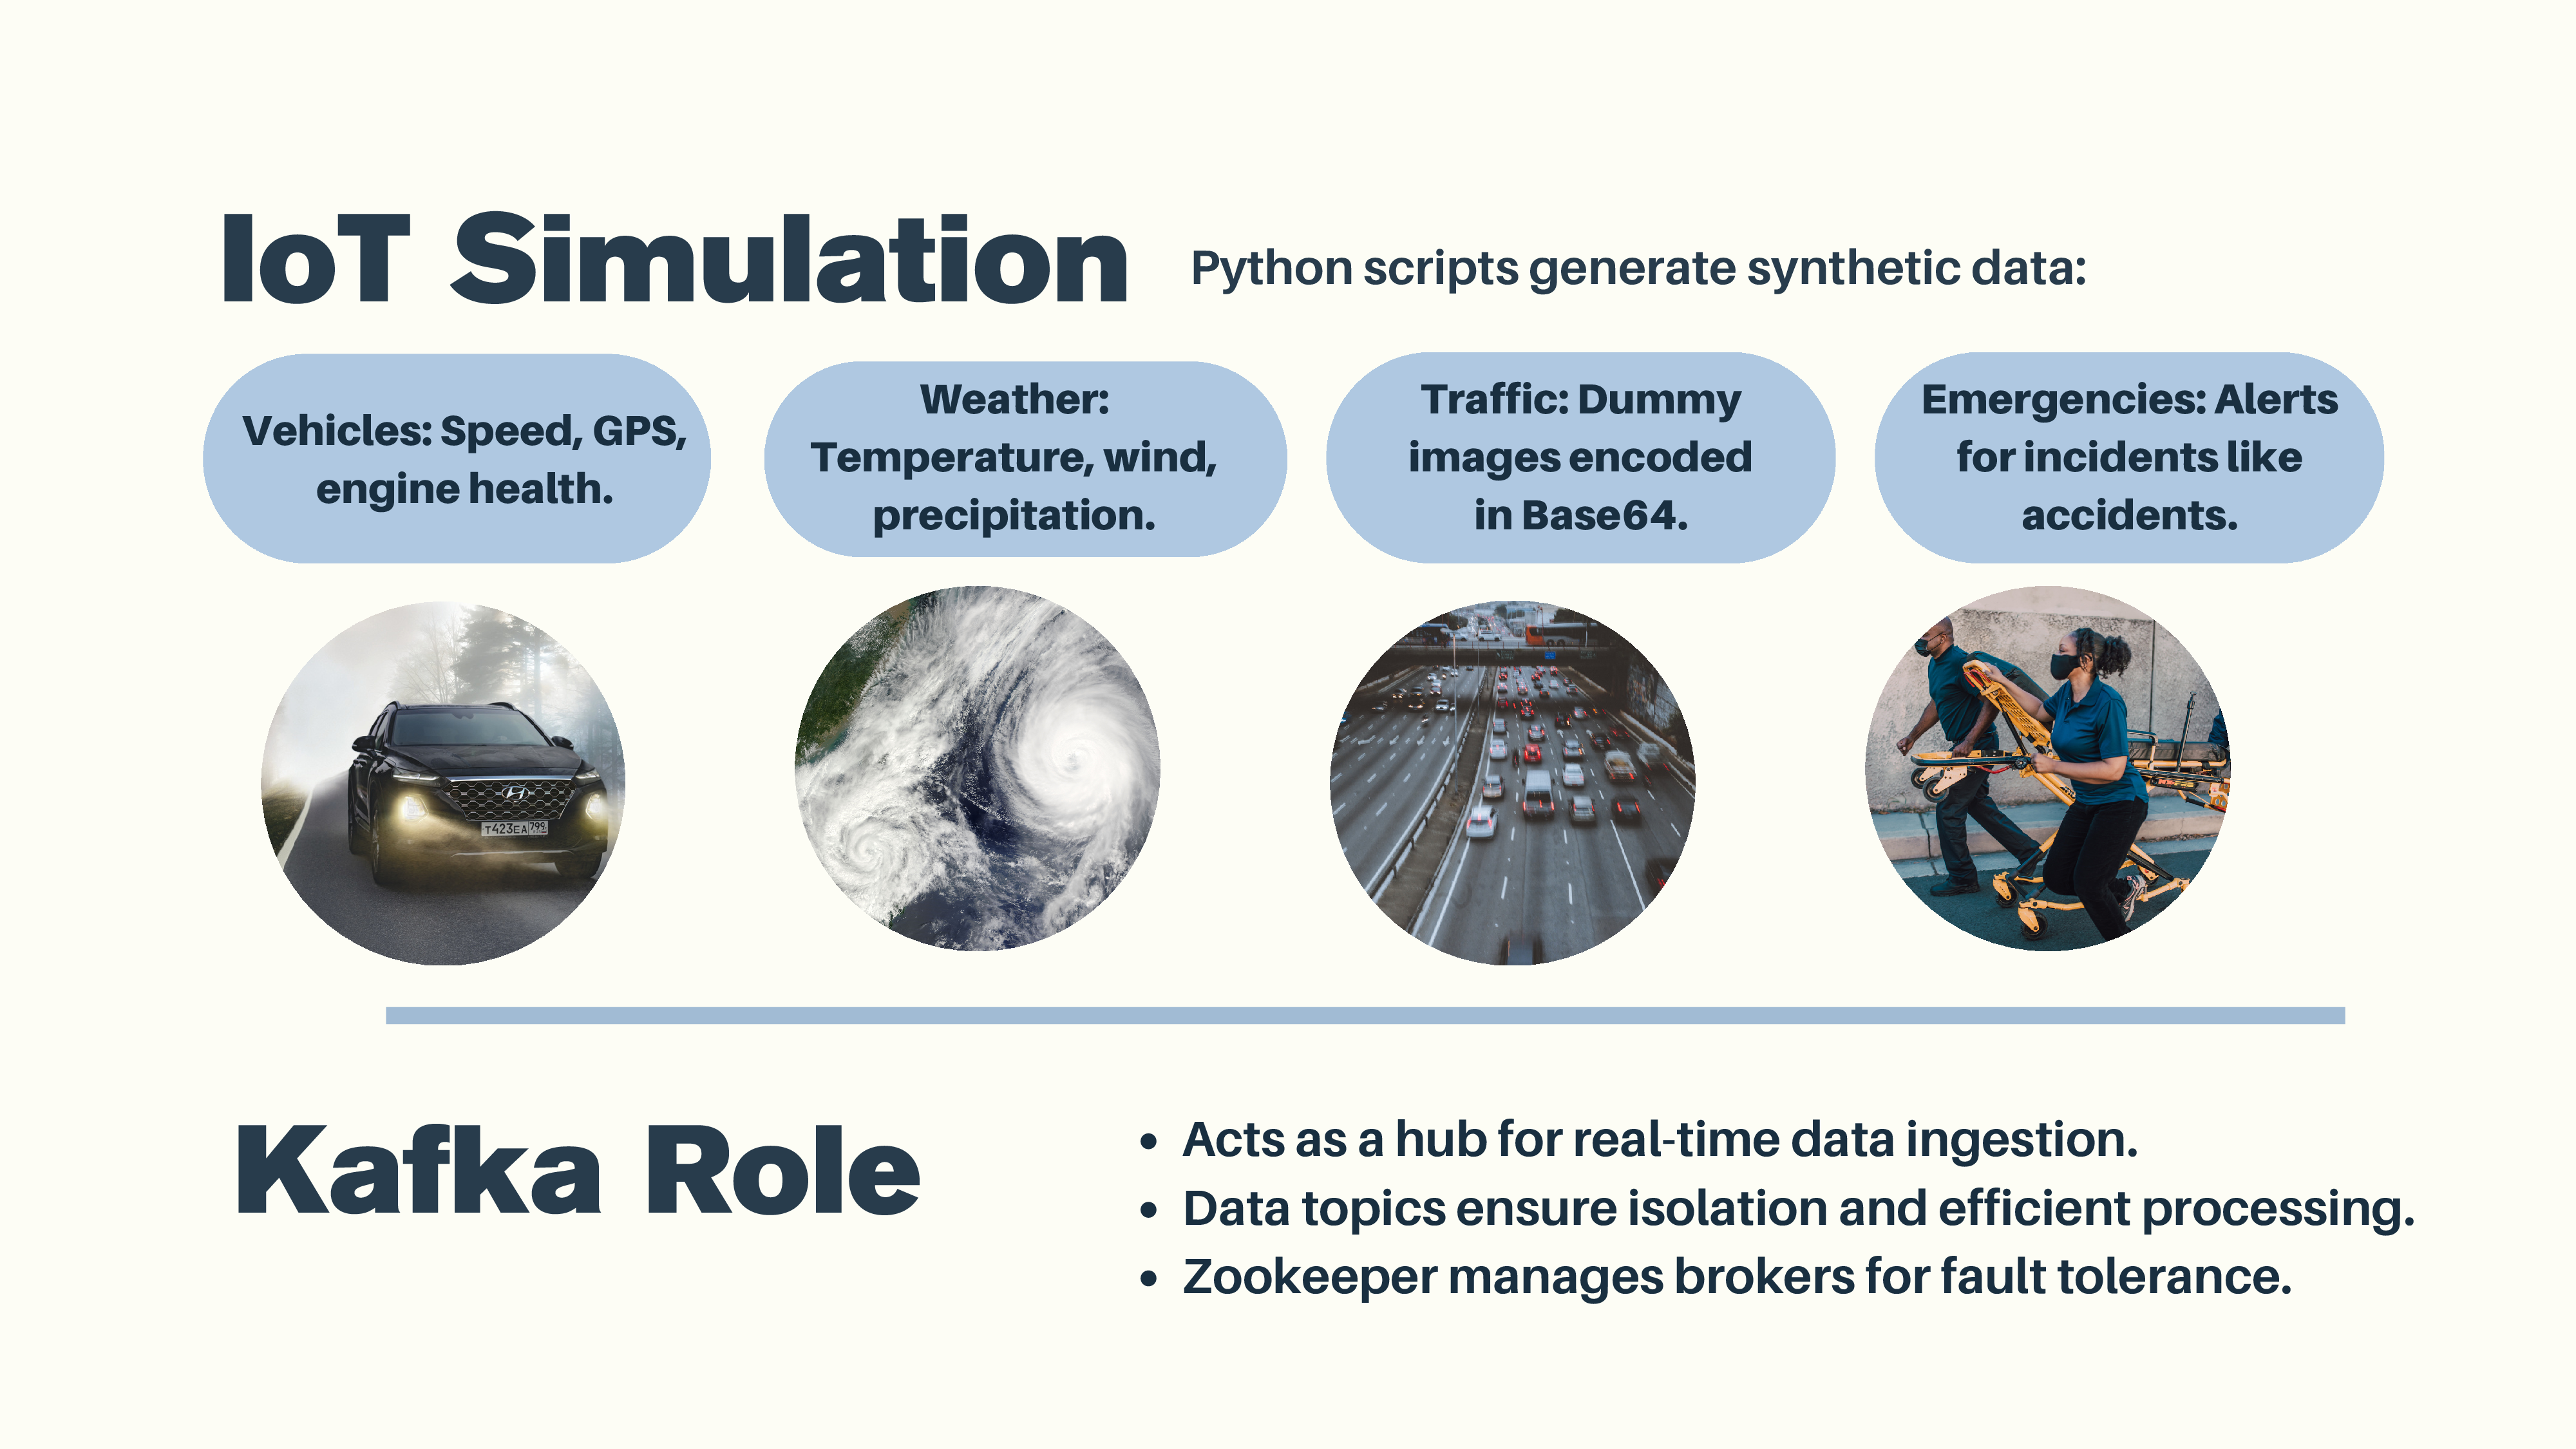 IoT Simulation
Python scripts generate synthetic data:
Vehicles: Speed, GPS,
engine health.
Weather:
Temperature, wind,
precipitation.
Traffic: Dummy
images encoded
in Base64.
Emergencies: Alerts
for incidents like
accidents.
T423EA 799
Kafka Role
• Acts as a hub for real-time data ingestion.
• Data topics ensure isolation and efficient processing.
• Zookeeper manages brokers for fault tolerance.